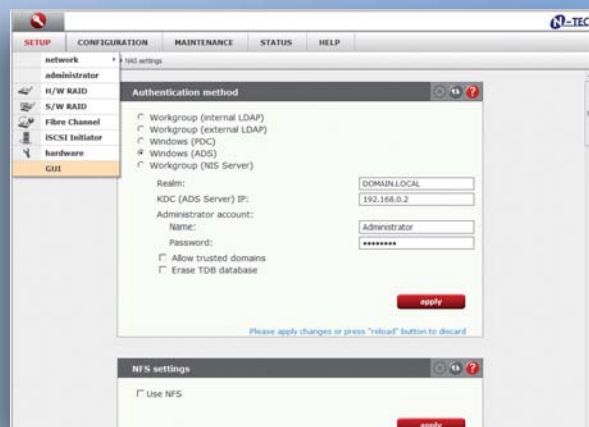 N-TEC
SETUP CONFIGURATION MAINTENANCE STATUS HELP
network
administrator
H/W RAID
S/W RAID
Fibre Channel
iSCSI Initiator
hardware
GUI
NAS settings
Authentication method
Workgroup (internal LDAP)
Workgroup (external LDAP)
Windows (PDC)
Windows (ADS)
Workgroup (NIS Server)
Realm: DOMAIN.LOCAL
KDC (ADS Server) IP: 192.168.0.2
Administrator account:
Name: Administrator
Password: ••••••••
Allow trusted domains
Erase TDB database
apply
Please apply changes or press "reload" button to discard
NFS settings
Use NFS
apply